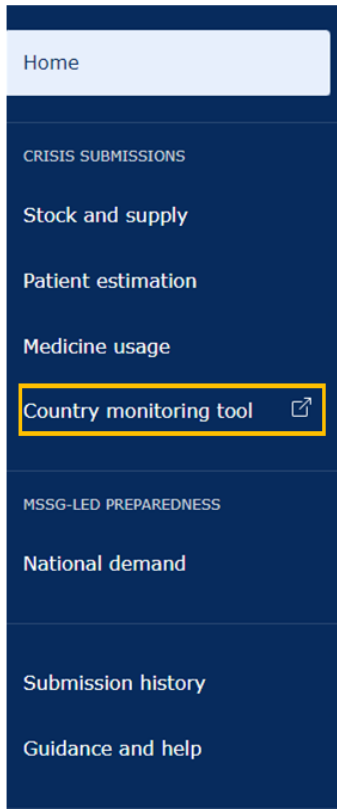 Home
CRISIS SUBMISSIONS
Stock and supply
Patient estimation
Medicine usage
Country monitoring tool
MSSG-LED PREPAREDNESS
National demand
Submission history
Guidance and help